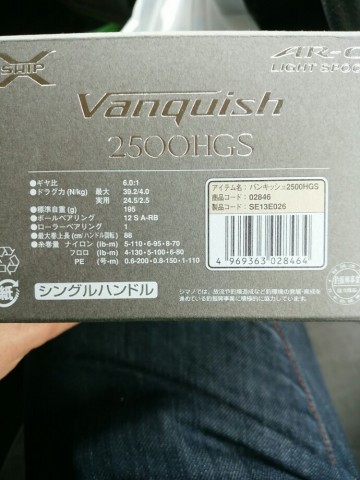 X
SHIP
AR-C
LIGHT SPOOL
Vanquish
2500HGS
●ギヤ比 6.0:1
●ドラグ力(N/kg) 最大 39.2/4.0
実用 24.5/2.5
●標準自重(g) 195
●ボールベアリング 12 S A-RB
●ローラーベアリング 1
●最大巻上長(cm/ハンドル1回転) 88
●糸巻量 ナイロン (lb-m) 5-110・6-95・8-70
フロロ (lb-m) 4-130・5-100・6-80
PE (号-m) 0.6-200・0.8-150・1-110
アイテム名: バンキッシュ2500HGS
商品コード: 02846
製品コード: SE13E026
4 969363 028464
紙
シングルハンドル